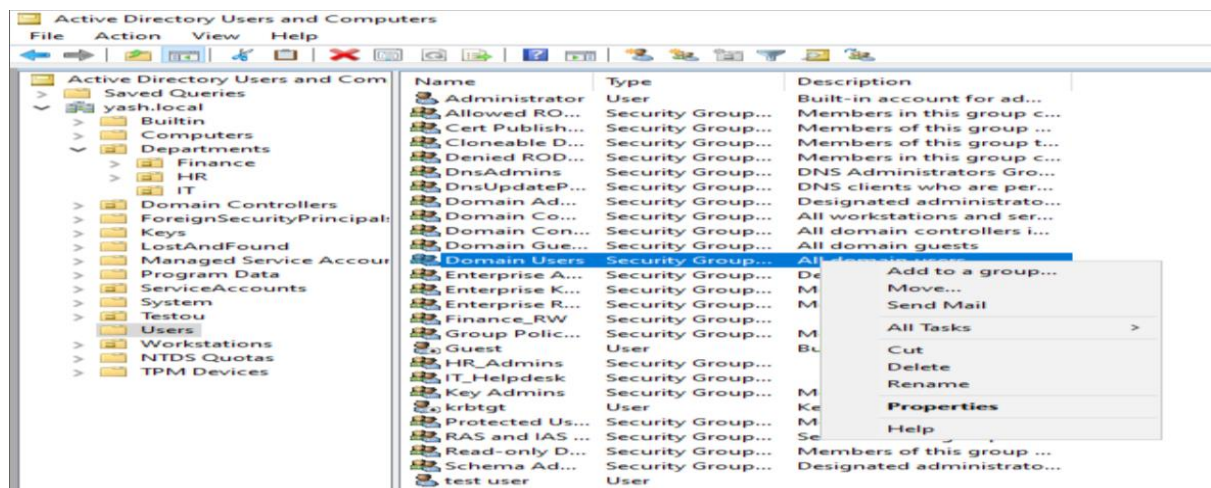 Active Directory Users and Computers
File Action View Help
Active Directory Users and Com
Saved Queries
yash.local
Builtin
Computers
Departments
Finance
HR
IT
Domain Controllers
ForeignSecurityPrincipals
Keys
LostAndFound
Managed Service Accour
Program Data
ServiceAccounts
System
Testou
Users
Workstations
NTDS Quotas
TPM Devices
Name Type Description
Administrator User Built-in account for ad...
Allowed RO... Security Group... Members in this group c...
Cert Publish... Security Group... Members of this group ...
Cloneable D... Security Group... Members of this group t...
Denied ROD... Security Group... Members in this group c...
DnsAdmins Security Group... DNS Administrators Gro...
DnsUpdateP... Security Group... DNS clients who are per...
Domain Ad... Security Group... Designated administrato...
Domain Co... Security Group... All workstations and ser...
Domain Con... Security Group... All domain controllers i...
Domain Gue... Security Group... All domain guests
Domain Users Security Group... All domain users
Enterprise A... Security Group... De
Enterprise K... Security Group... M
Enterprise R... Security Group... M
Finance_RW Security Group...
Group Polic... Security Group... M
Guest User Bu
HR_Admins Security Group...
IT_Helpdesk Security Group...
Key Admins Security Group... M
krbtgt User Ke
Protected Us... Security Group... M
RAS and IAS ... Security Group... Se
Read-only D... Security Group... Members of this group ...
Schema Ad... Security Group... Designated administrato...
test user User
Add to a group...
Move...
Send Mail
All Tasks >
Cut
Delete
Rename
Properties
Help